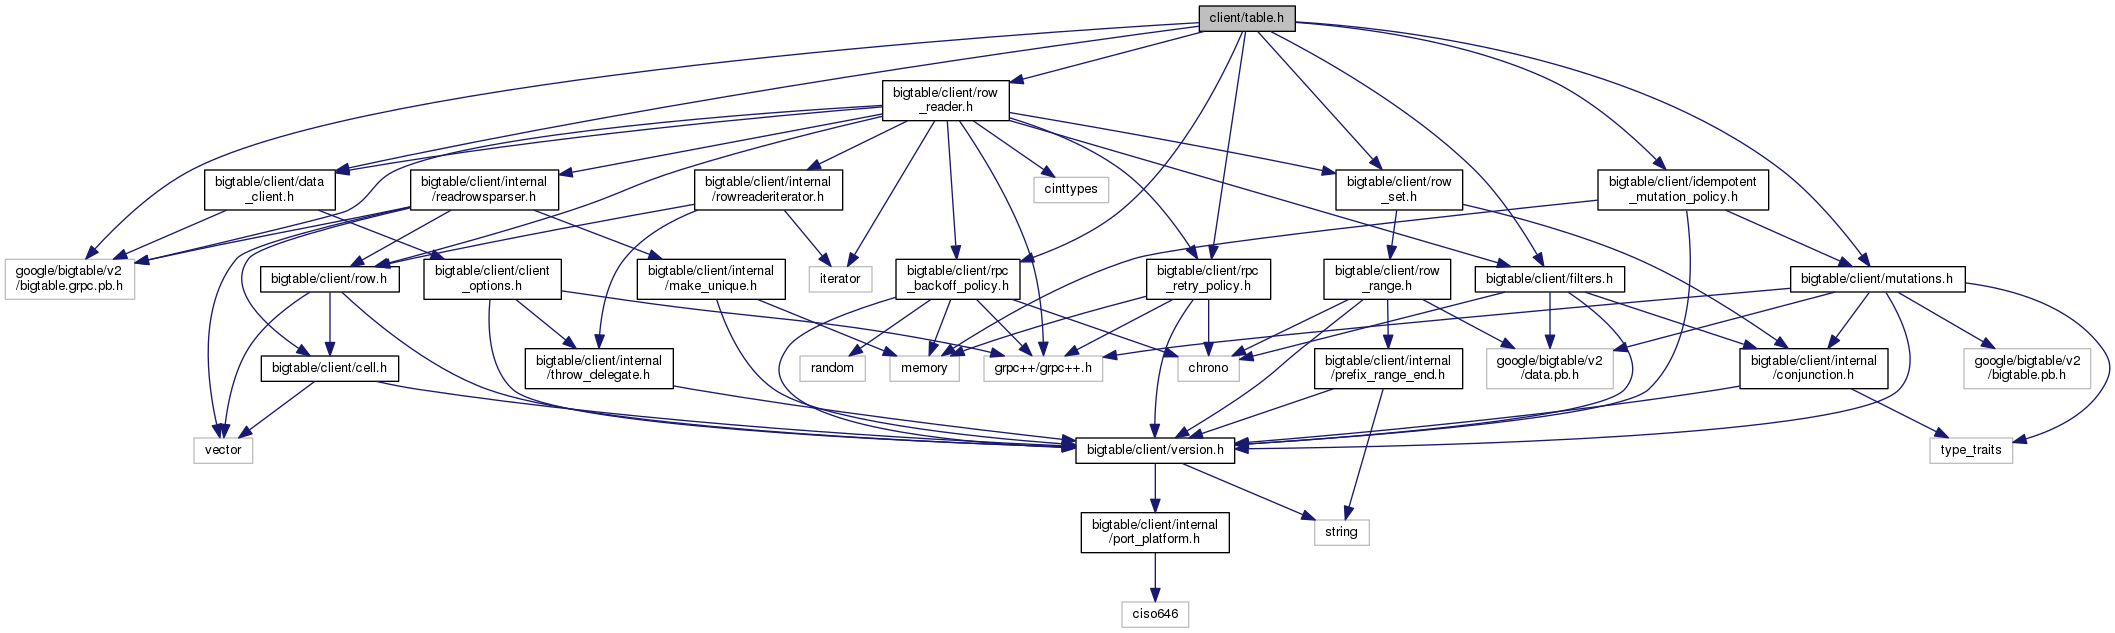 client/table.h
bigtable/client/row
_reader.h
bigtable/client/data
_client.h
bigtable/client/internal
/readrowsparser.h
bigtable/client/internal
/rowreaderiterator.h
cinttypes
bigtable/client/row
_set.h
bigtable/client/idempotent
_mutation_policy.h
google/bigtable/v2
/bigtable.grpc.pb.h
bigtable/client/row.h
bigtable/client/client
_options.h
bigtable/client/internal
/make_unique.h
iterator
bigtable/client/rpc
_backoff_policy.h
bigtable/client/rpc
_retry_policy.h
bigtable/client/row
_range.h
bigtable/client/filters.h
bigtable/client/mutations.h
bigtable/client/cell.h
bigtable/client/internal
/throw_delegate.h
random
memory
grpc++/grpc++.h
chrono
bigtable/client/internal
/prefix_range_end.h
google/bigtable/v2
/data.pb.h
bigtable/client/internal
/conjunction.h
google/bigtable/v2
/bigtable.pb.h
vector
bigtable/client/version.h
type_traits
bigtable/client/internal
/port_platform.h
string
ciso646